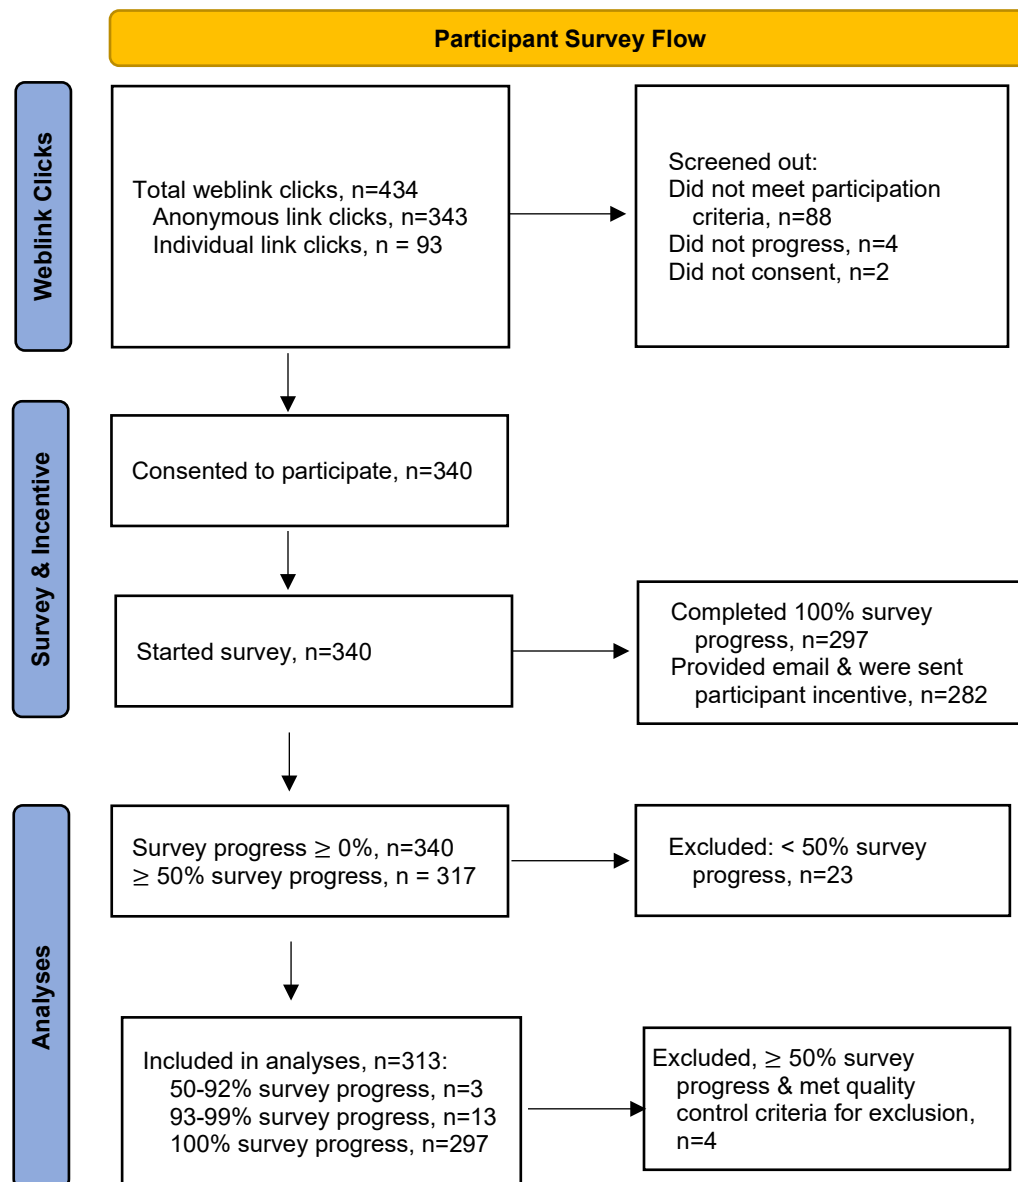 Participant Survey Flow
Weblink Clicks
Total weblink clicks, n=434
Anonymous link clicks, n=343
Individual link clicks, n = 93
Screened out:
Did not meet participation
criteria, n=88
Did not progress, n=4
Did not consent, n=2
Survey & Incentive
Consented to participate, n=340
Started survey, n=340
Completed 100% survey
progress, n=297
Provided email & were sent
participant incentive, n=282
Analyses
Survey progress ≥ 0%, n=340
≥ 50% survey progress, n = 317
Excluded: < 50% survey
progress, n=23
Included in analyses, n=313:
50-92% survey progress, n=3
93-99% survey progress, n=13
100% survey progress, n=297
Excluded, ≥ 50% survey
progress & met quality
control criteria for exclusion,
n=4